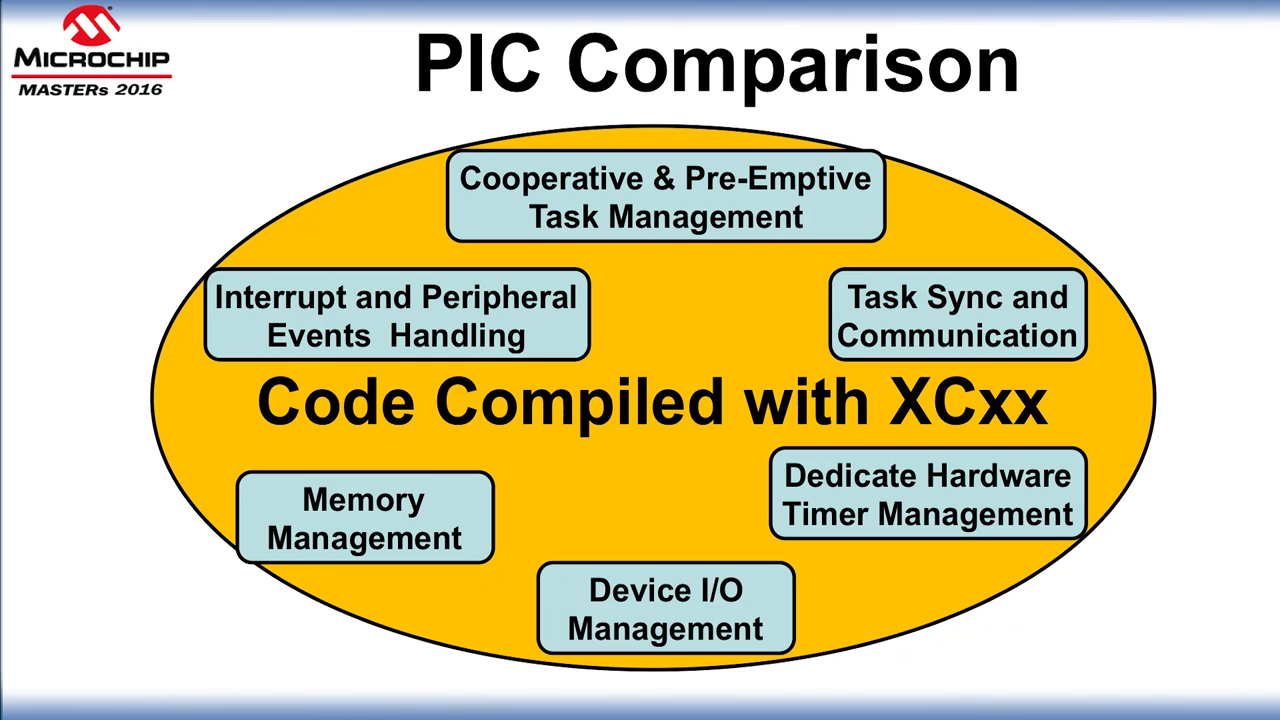 MICROCHIP
MASTERs 2016
PIC Comparison
Cooperative & Pre-Emptive
Task Management
Interrupt and Peripheral
Events  Handling
Task Sync and
Communication
Code Compiled with XCxx
Memory
Management
Dedicate Hardware
Timer Management
Device I/O
Management